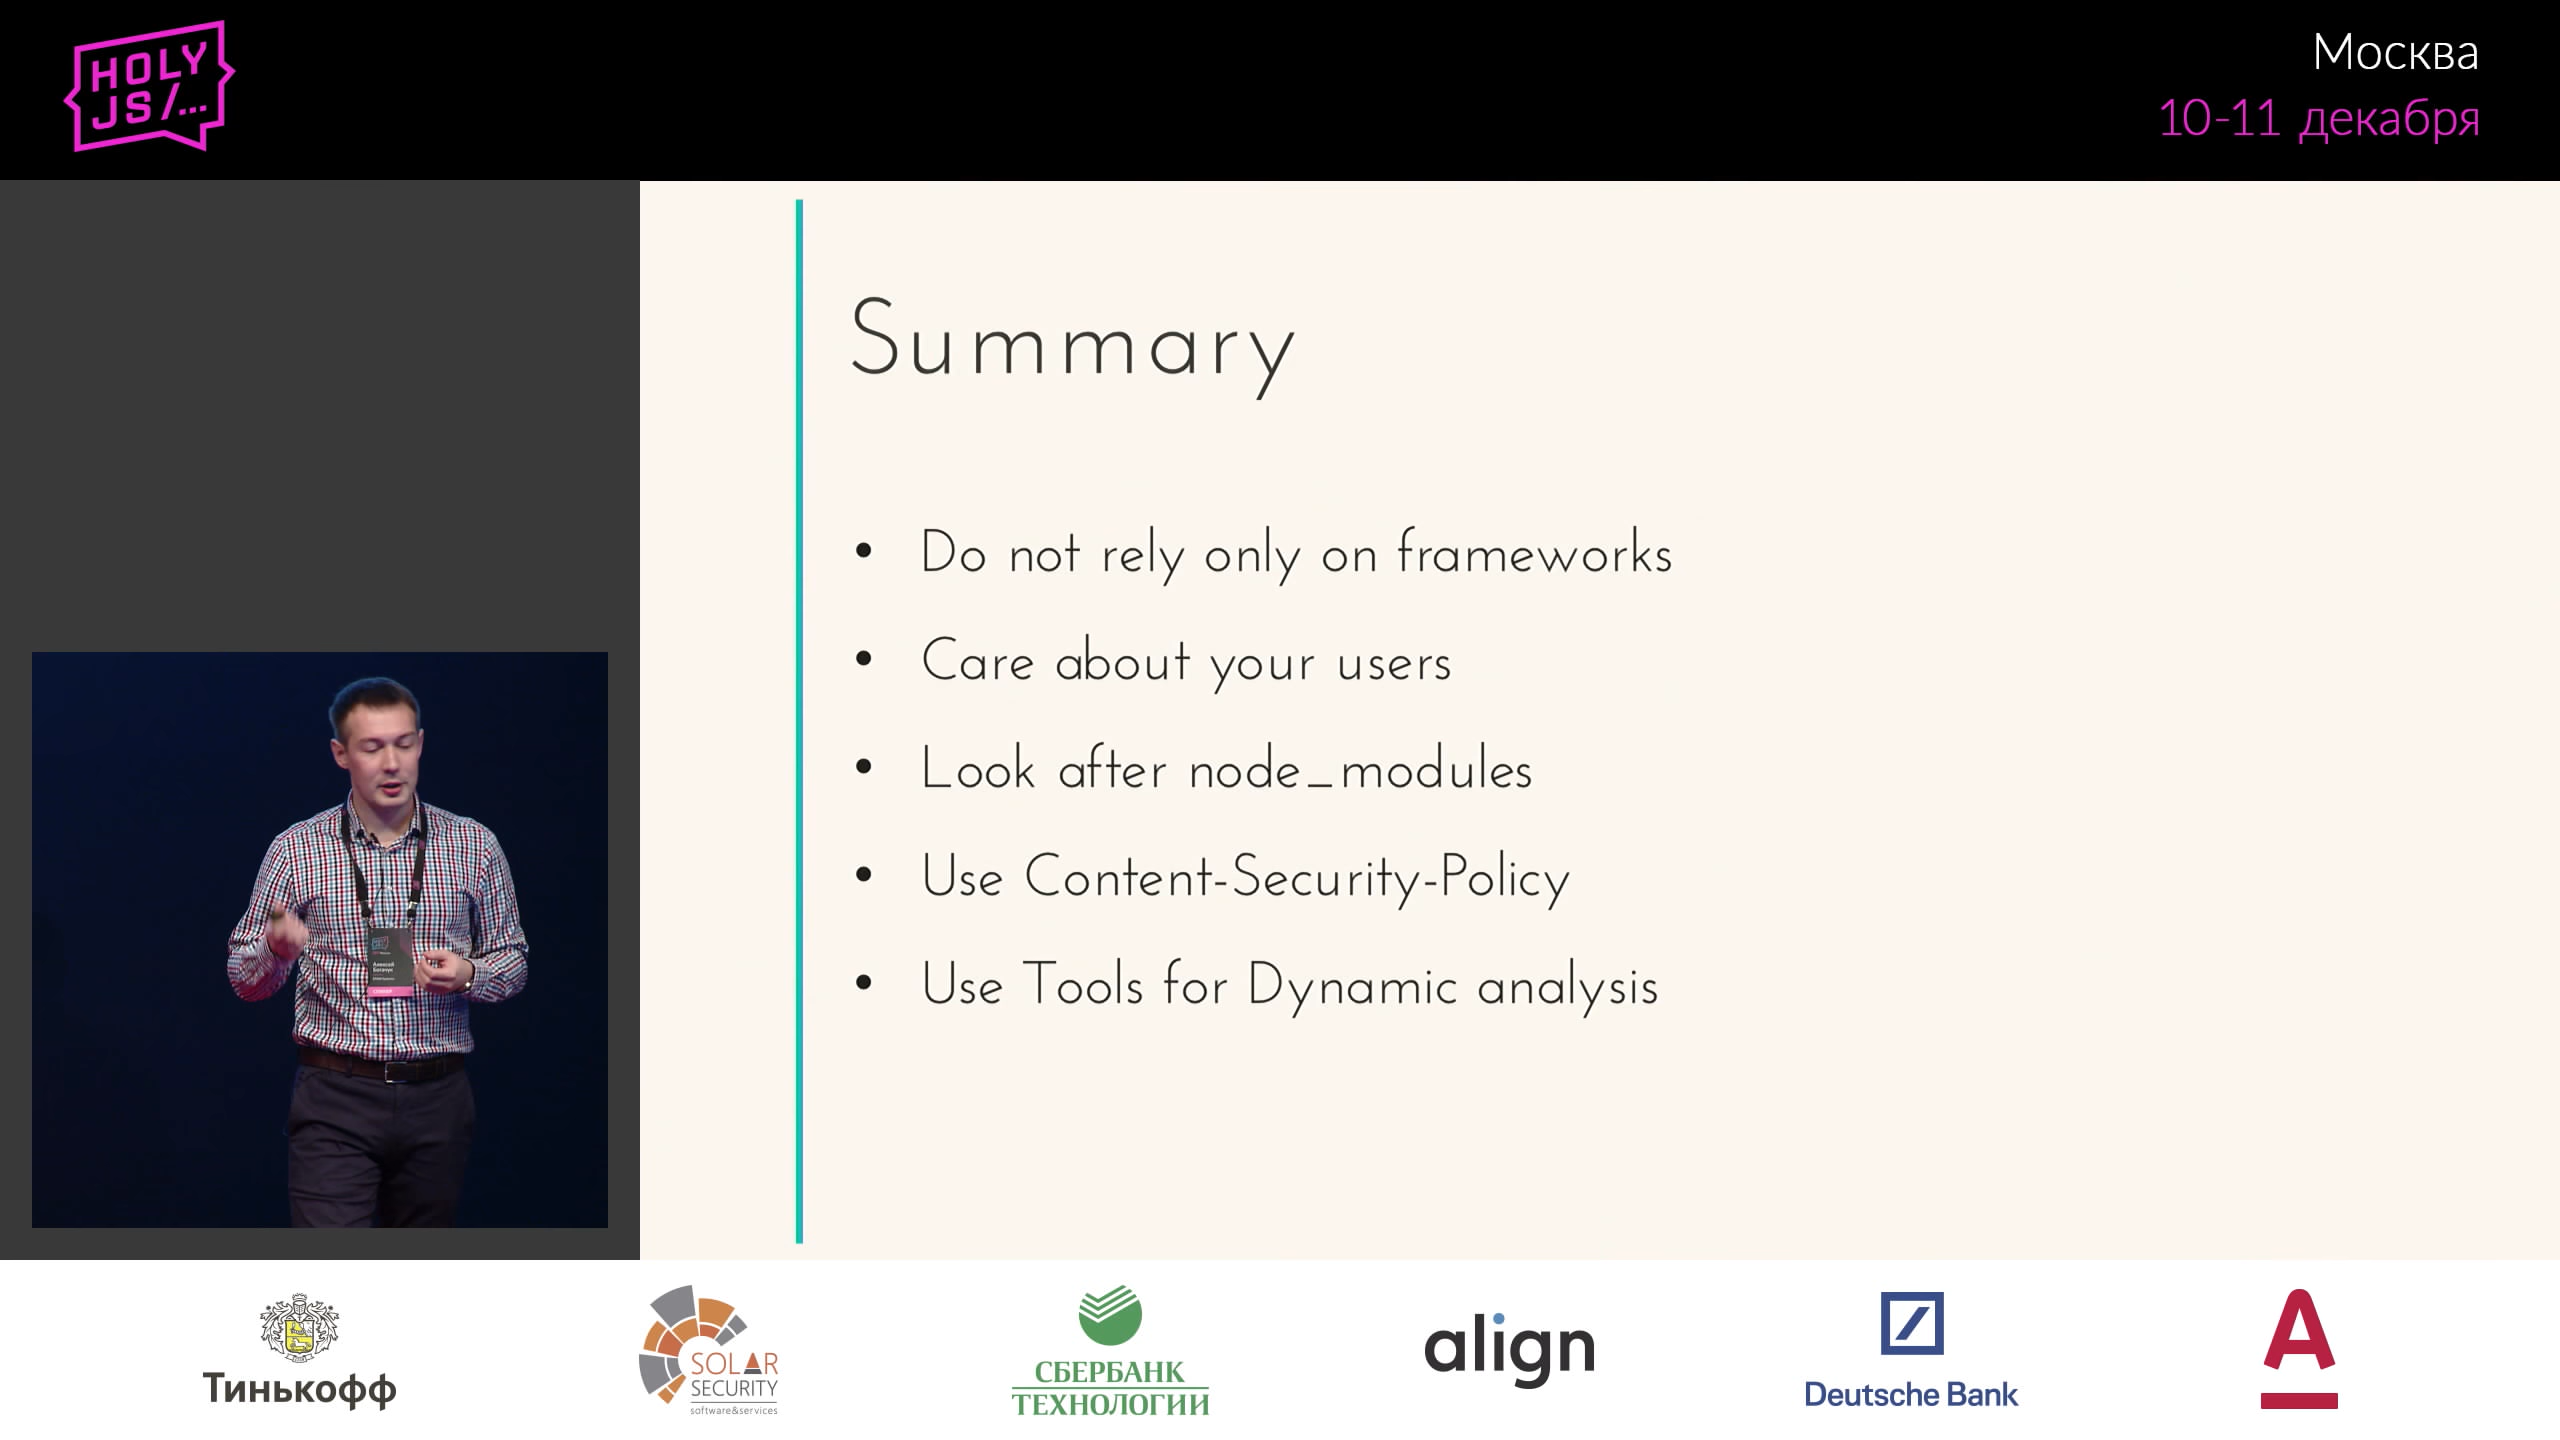 HOLY
JS/...
Москва
10-11 декабря
Summary
• Do not rely only on frameworks
• Care about your users
• Look after node_modules
• Use Content-Security-Policy
• Use Tools for Dynamic analysis
Алексей
Богачук
Тинькофф
SOLAR
SECURITY
software&services
СБЕРБАНК
ТЕХНОЛОГИИ
align
Deutsche Bank
А